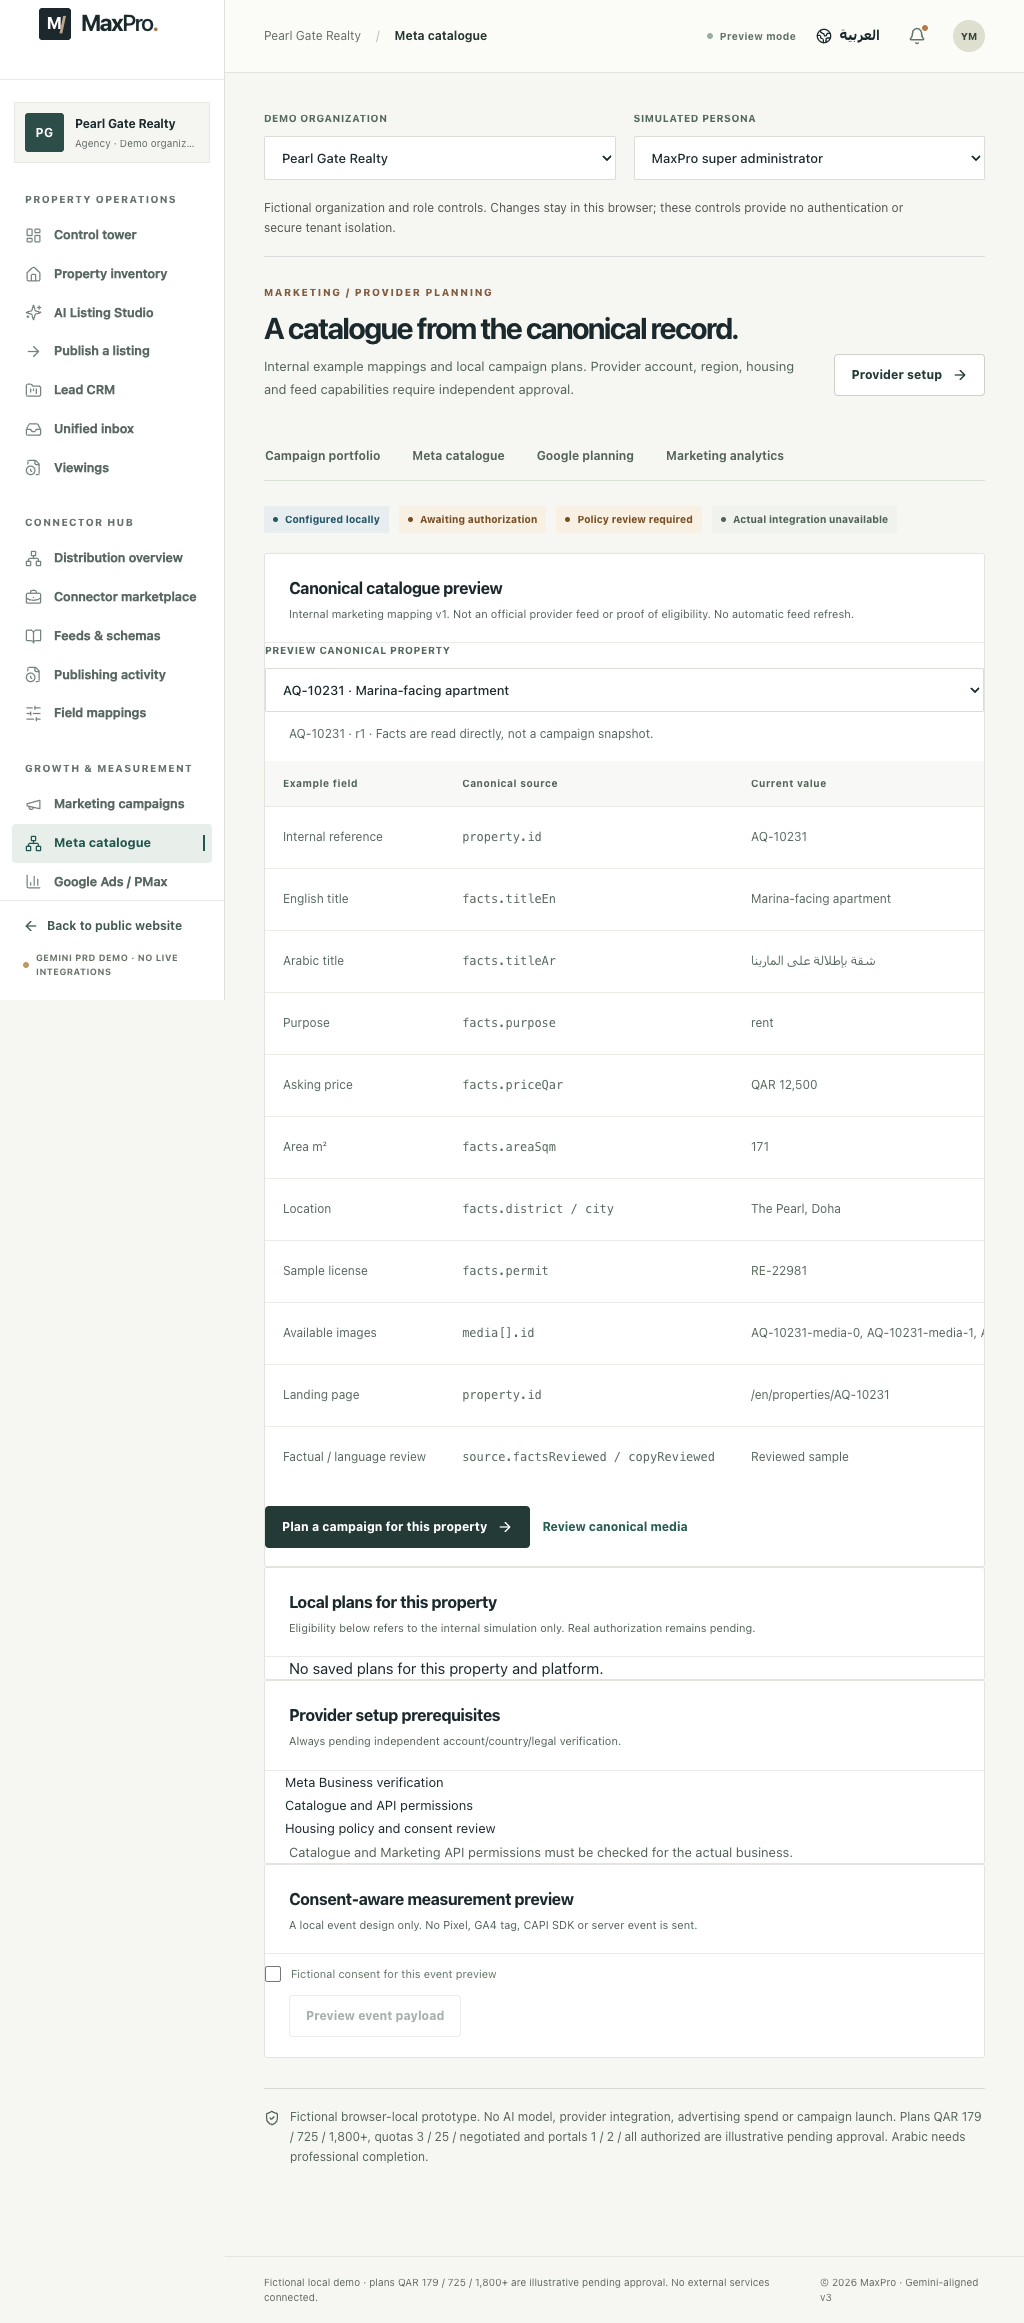 M/ MaxPro.
PG
Pearl Gate Realty
Agency · Demo organiz...
PROPERTY OPERATIONS
Control tower
Property inventory
AI Listing Studio
Publish a listing
Lead CRM
Unified inbox
Viewings
CONNECTOR HUB
Distribution overview
Connector marketplace
Feeds & schemas
Publishing activity
Field mappings
GROWTH & MEASUREMENT
Marketing campaigns
Meta catalogue
Google Ads / PMax
Back to public website
GEMINI PRD DEMO · NO LIVE
INTEGRATIONS
Pearl Gate Realty / Meta catalogue
Preview mode
العربية
YM
DEMO ORGANIZATION
Pearl Gate Realty
SIMULATED PERSONA
MaxPro super administrator
Fictional organization and role controls. Changes stay in this browser; these controls provide no authentication or
secure tenant isolation.
MARKETING / PROVIDER PLANNING
A catalogue from the canonical record.
Internal example mappings and local campaign plans. Provider account, region, housing
and feed capabilities require independent approval.
Provider setup
Campaign portfolio Meta catalogue Google planning Marketing analytics
Configured locally Awaiting authorization Policy review required Actual integration unavailable
Canonical catalogue preview
Internal marketing mapping v1. Not an official provider feed or proof of eligibility. No automatic feed refresh.
PREVIEW CANONICAL PROPERTY
AQ-10231 · Marina-facing apartment
AQ-10231 · r1 · Facts are read directly, not a campaign snapshot.
Example field Canonical source Current value
Internal reference property.id AQ-10231
English title facts.titleEn Marina-facing apartment
Arabic title facts.titleAr شقة بإطلالة على المارينا
Purpose facts.purpose rent
Asking price facts.priceQar QAR 12,500
Area m² facts.areaSqm 171
Location facts.district / city The Pearl, Doha
Sample license facts.permit RE-22981
Available images media[].id AQ-10231-media-0, AQ-10231-media-1,
Landing page property.id /en/properties/AQ-10231
Factual / language review source.factsReviewed / copyReviewed Reviewed sample
Plan a campaign for this property Review canonical media
Local plans for this property
Eligibility below refers to the internal simulation only. Real authorization remains pending.
No saved plans for this property and platform.
Provider setup prerequisites
Always pending independent account/country/legal verification.
Meta Business verification
Catalogue and API permissions
Housing policy and consent review
Catalogue and Marketing API permissions must be checked for the actual business.
Consent-aware measurement preview
A local event design only. No Pixel, GA4 tag, CAPI SDK or server event is sent.
Fictional consent for this event preview
Preview event payload
Fictional browser-local prototype. No AI model, provider integration, advertising spend or campaign launch. Plans QAR 179
/ 725 / 1,800+, quotas 3 / 25 / negotiated and portals 1 / 2 / all authorized are illustrative pending approval. Arabic needs
professional completion.
Fictional local demo · plans QAR 179 / 725 / 1,800+ are illustrative pending approval. No external services
connected.
© 2026 MaxPro · Gemini-aligned
v3